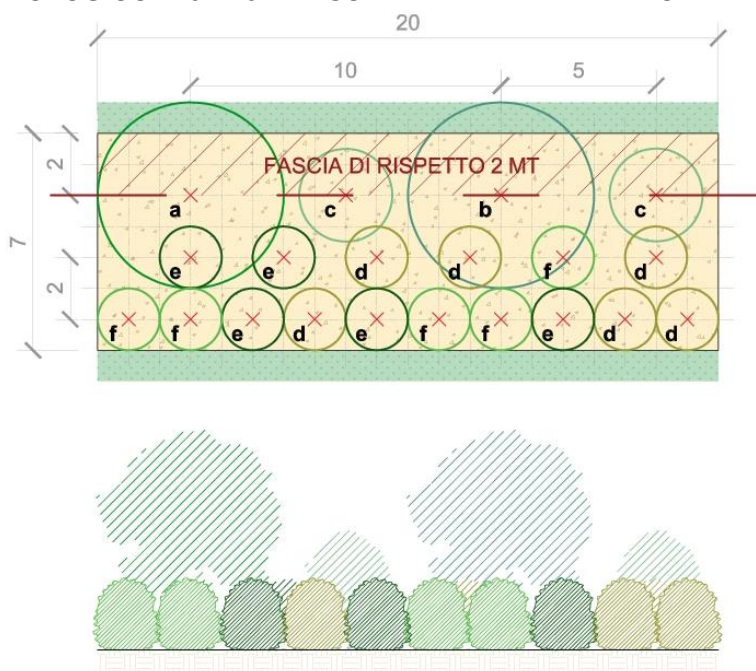 20
10 5
2
FASCIA DI RISPETTO 2 MT
a c b c
7
e e d d f d
2
f f e d e f f e d d